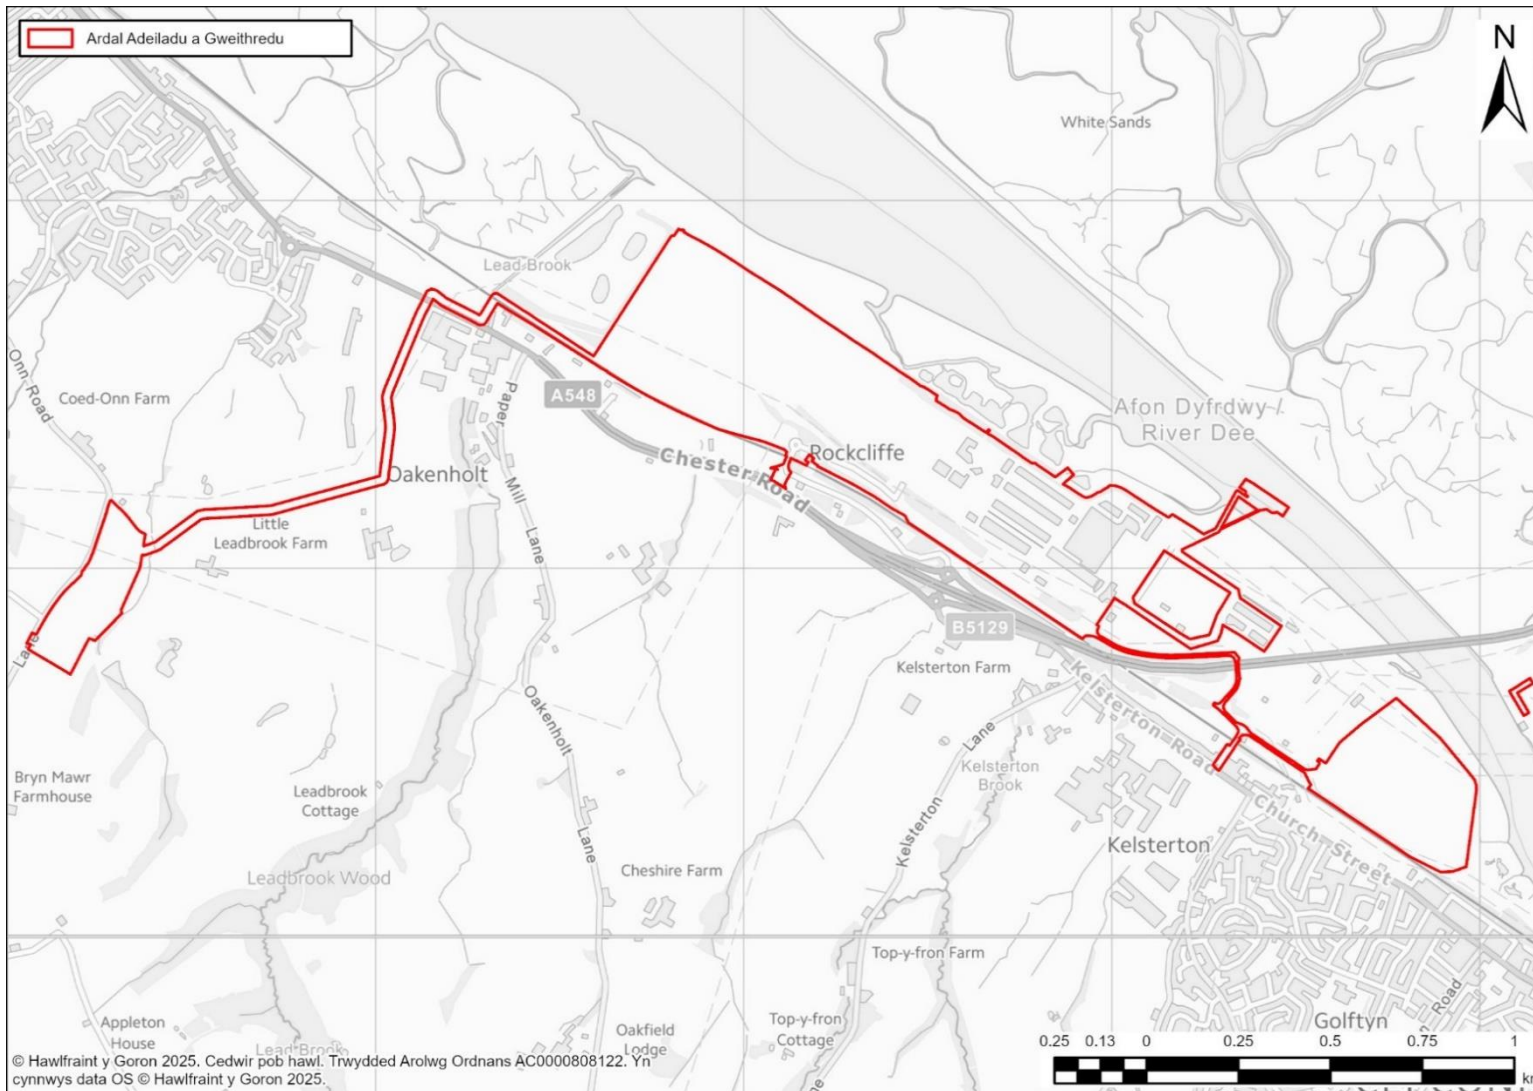 Ardal Adeiladu a Gweithredu
N
White Sands
Lead Brook
Onn Road
Coed-Onn Farm
A548
Paper Mill Lane
Afon Dyfrdwy /
River Dee
Rockcliffe
Chester Road
Oakenholt
Little
Leadbrook Farm
B5129
Lane
Kelsterton Farm
Kelsterton Road
Oakenholt Lane
Kelsterton Lane
Kelsterton
Brook
Bryn Mawr
Farmhouse
Leadbrook
Cottage
Church Street
Kelsterton
Leadbrook Wood
Cheshire Farm
Top-y-fron Farm
Appleton
House
Oakfield
Lodge
Top-y-fron
Cottage
Golftyn
Road
Lead Brook
Lane
© Hawlfraint y Goron 2025. Cedwir pob hawl. Trwydded Arolwg Ordnans AC0000808122. Yn
cynnwys data OS © Hawlfraint y Goron 2025.
0.25 0.13 0 0.25 0.5 0.75 1